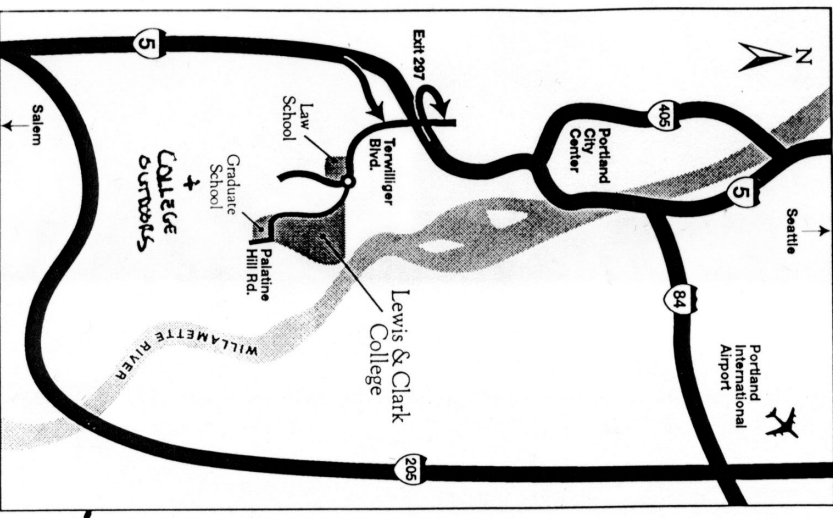 N
Seattle
5
Portland
International
Airport
405
84
Portland
City
Center
Exit 297
205
Terwilliger
Blvd.
Lewis & Clark
College
Law
School
Palatine
Hill Rd.
Graduate
School
WILLAMETTE RIVER
+
COLLEGE
OUTDOORS
5
Salem